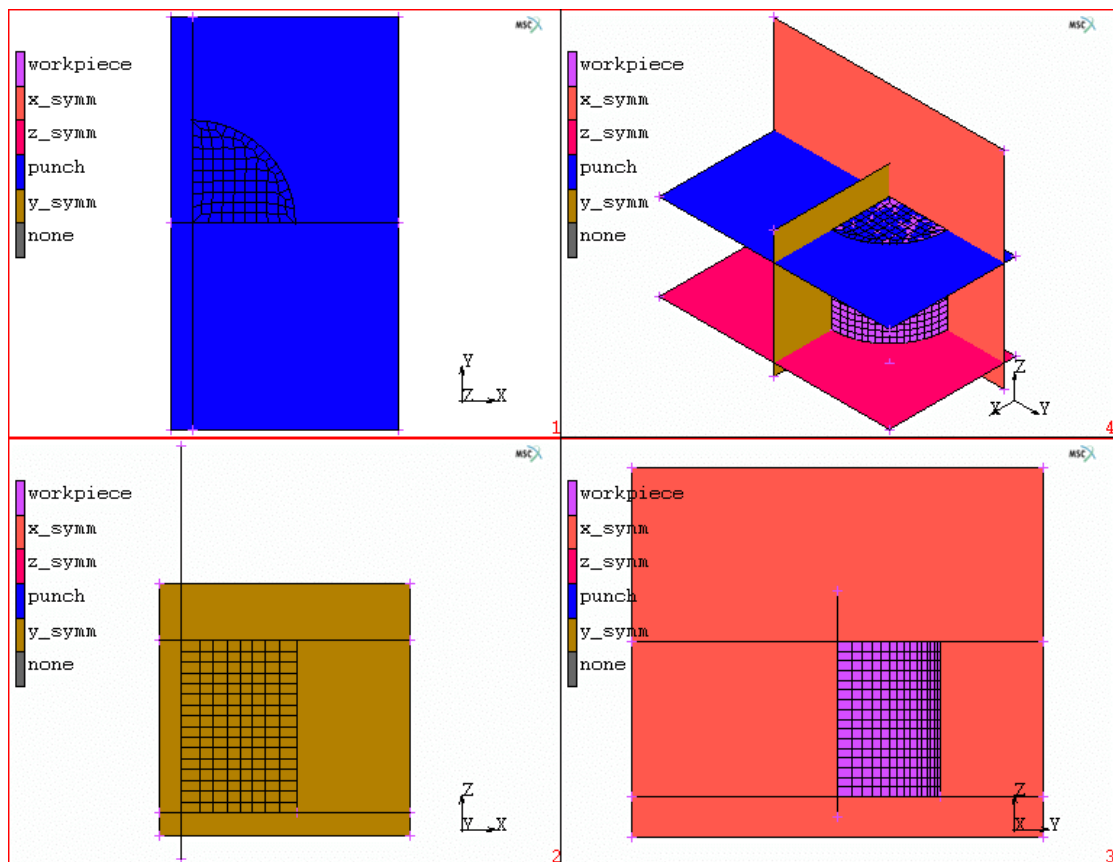 MSC
workpiece
x_symm
z_symm
punch
y_symm
none
Y
Z X
1
MSC
workpiece
x_symm
z_symm
punch
y_symm
none
Z
X Y
4
MSC
workpiece
x_symm
z_symm
punch
y_symm
none
Z
Y X
2
MSC
workpiece
x_symm
z_symm
punch
y_symm
none
Z
X Y
3